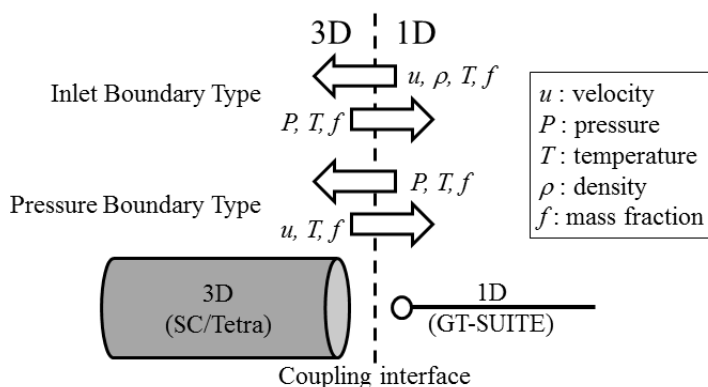 3D 1D
Inlet Boundary Type
u, ρ, T, f
P, T, f
Pressure Boundary Type
P, T, f
u, T, f
u : velocity
P : pressure
T : temperature
ρ : density
f : mass fraction
3D
(SC/Tetra)
1D
(GT-SUITE)
Coupling interface